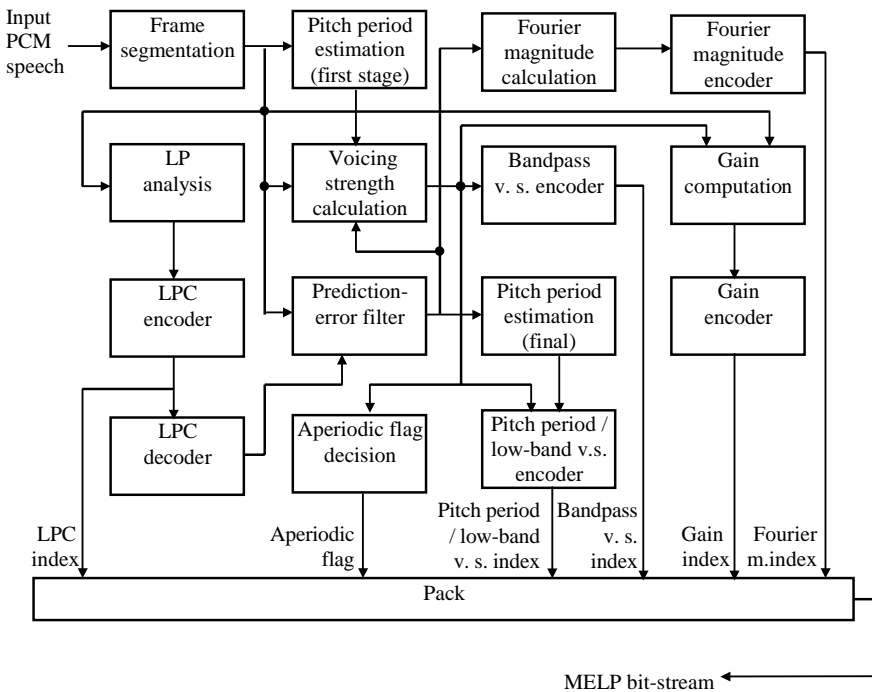 Input
PCM
speech
Frame
segmentation
Pitch period
estimation
(first stage)
Fourier
magnitude
calculation
Fourier
magnitude
encoder
LP
analysis
Voicing
strength
calculation
Bandpass
v. s. encoder
Gain
computation
LPC
encoder
Prediction-
error filter
Pitch period
estimation
(final)
Gain
encoder
LPC
decoder
Aperiodic flag
decision
Pitch period /
low-band v.s.
encoder
LPC
index
Aperiodic
flag
Pitch period
/ low-band
v. s. index
Bandpass
v. s.
index
Gain
index
Fourier
m.index
Pack
MELP bit-stream